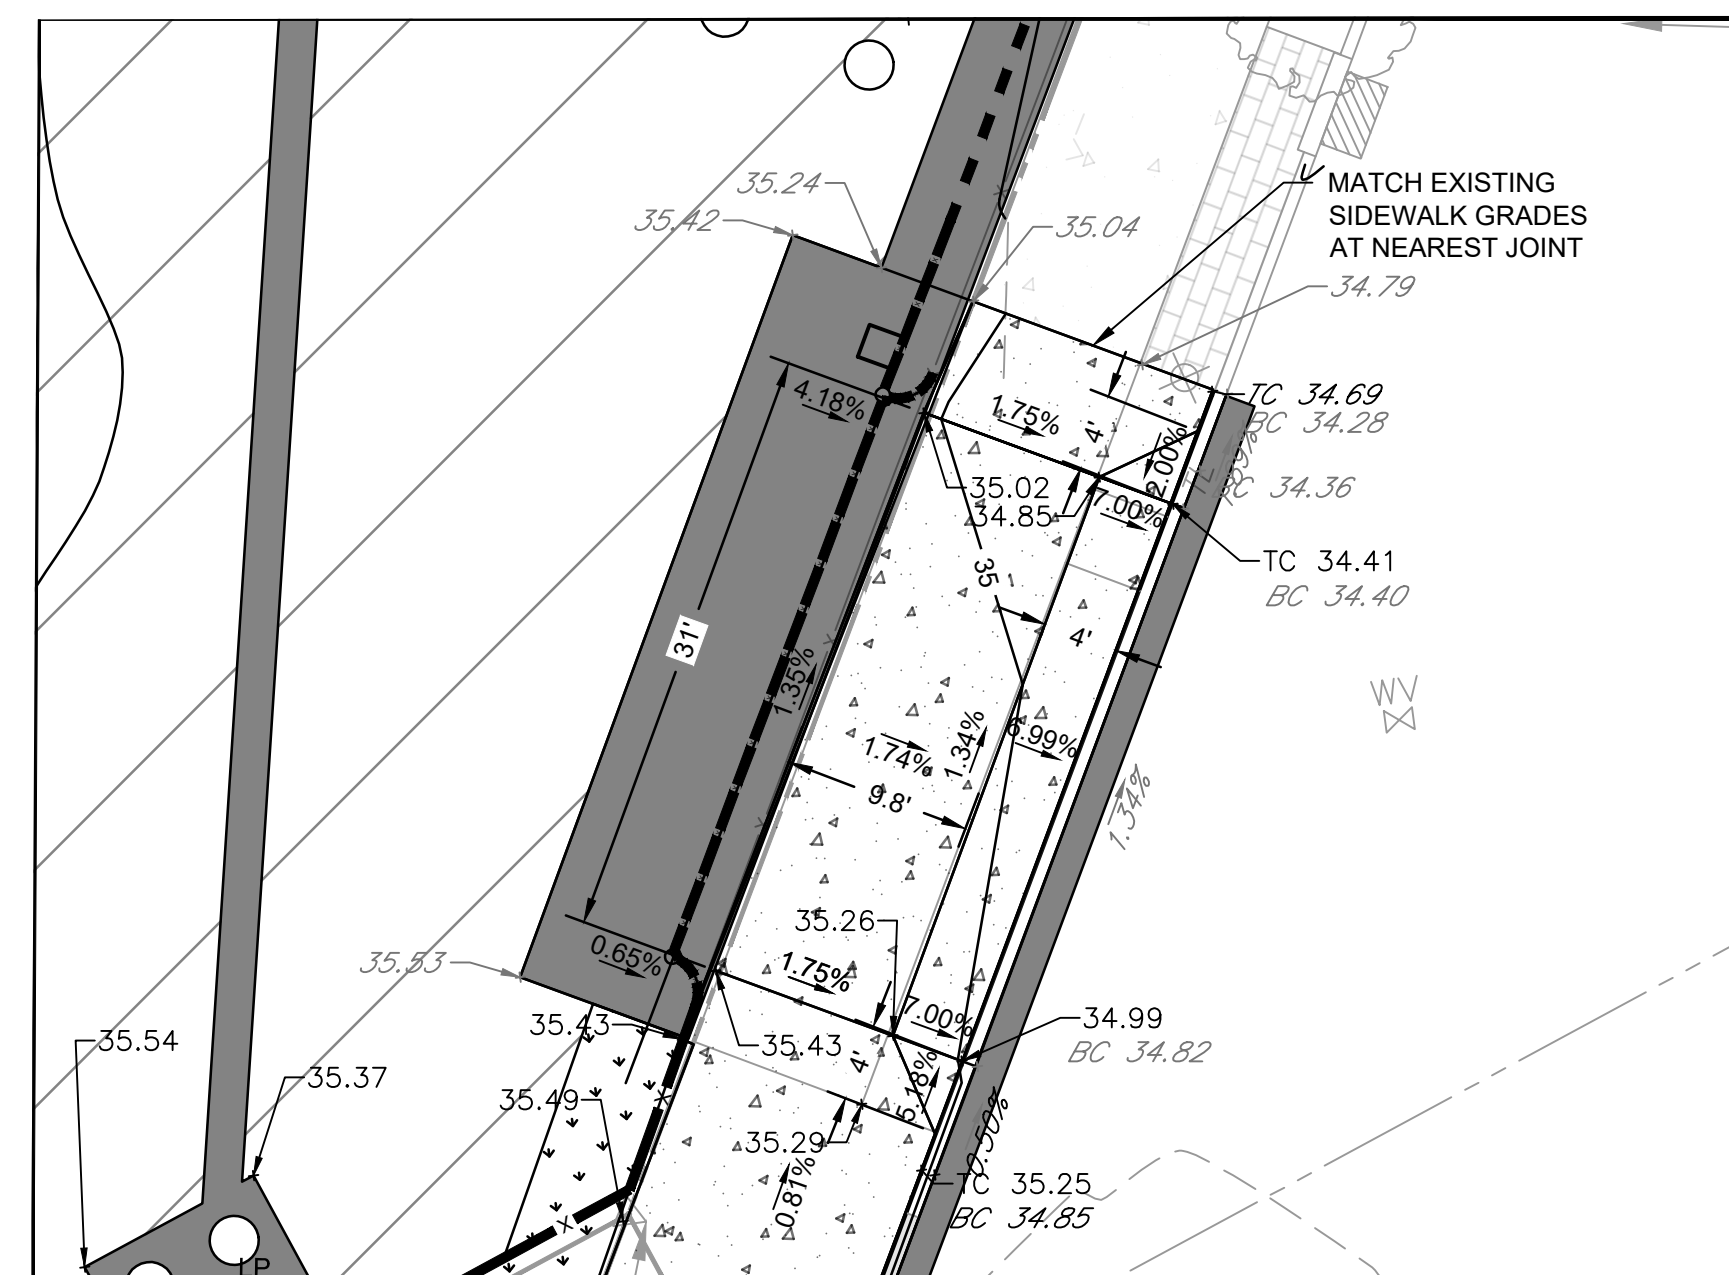 35.24
35.42
35.04
MATCH EXISTING
SIDEWALK GRADES
AT NEAREST JOINT
34.79
4.18%
1.75%
4'
2.00%
TC 34.69
BC 34.28
BC 34.36
35.02
34.85
7.00%
TC 34.41
BC 34.40
35
4'
31'
1.35%
WV
1.34%
6.99%
1.74%
9.8'
1.34%
35.26
0.65%
35.53
1.75%
7.00%
34.99
BC 34.82
35.43
35.43
35.54
35.37
4'
5.18%
35.49
35.29
0.50%
0.81%
TC 35.25
BC 34.85
X
X
LP